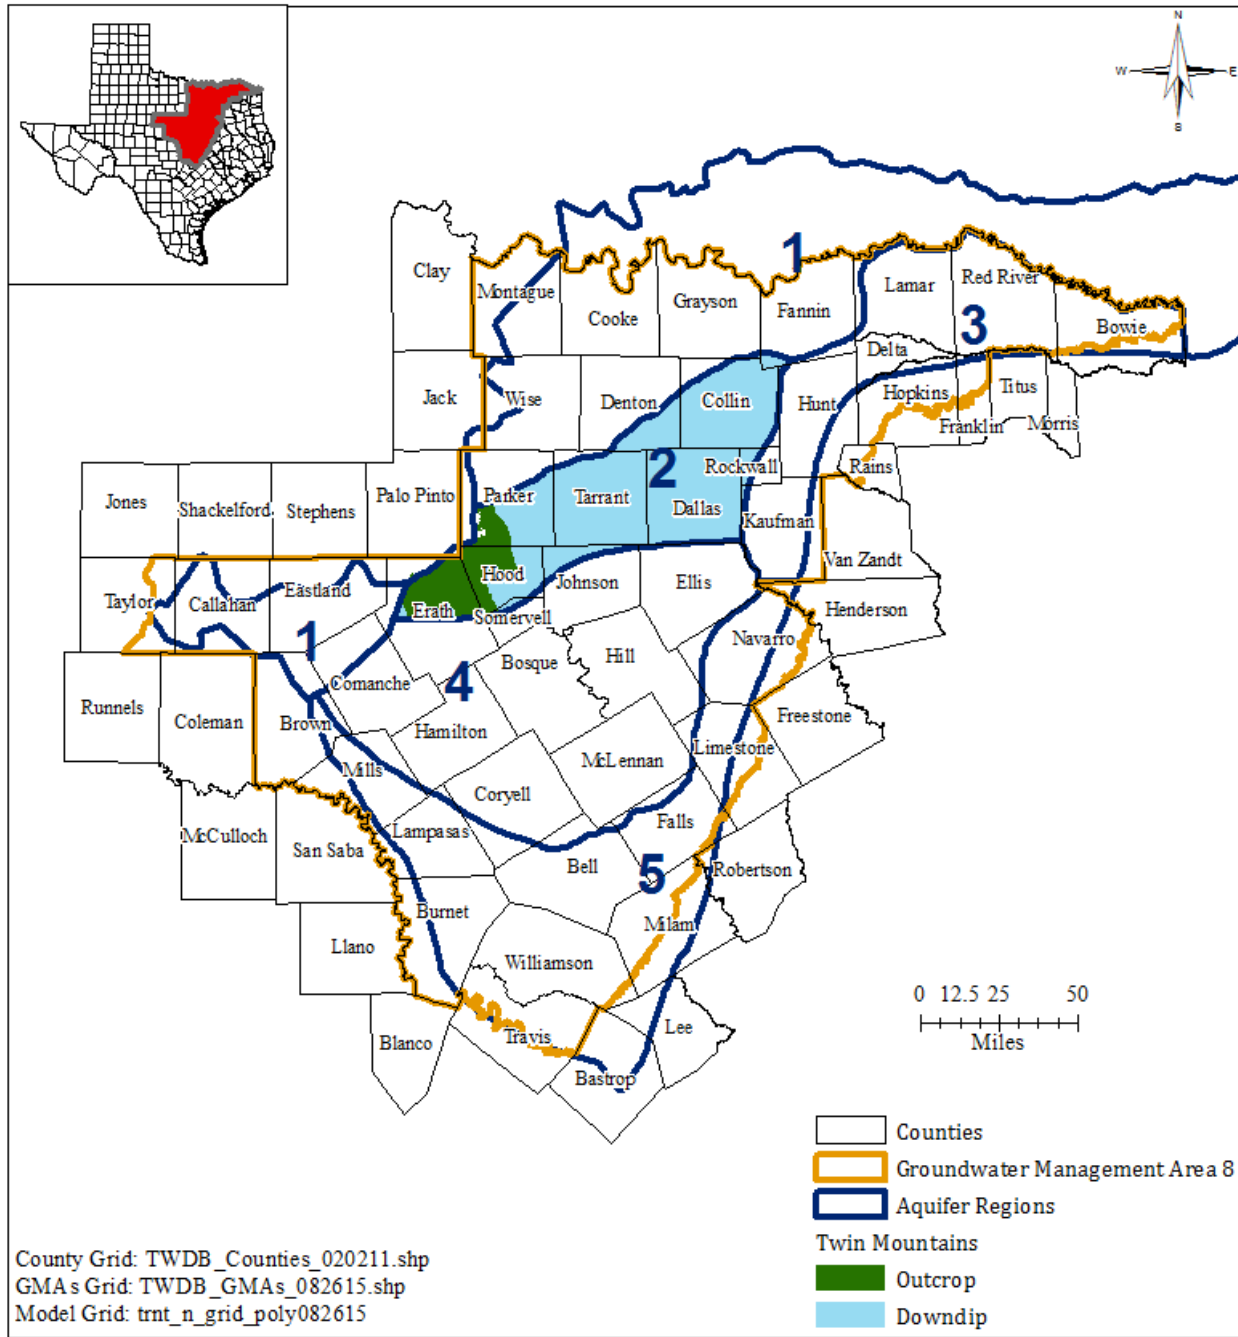 N
W E
S
1
Clay
Montague
Cooke
Grayson
Fannin
Lamar
Red River
3
Bowie
Delta
Jack
Wise
Denton
Collin
Hunt
Hopkins
Titus
Franklin
Morris
2
Rockwall
Rains
Jones
Shackelford
Stephens
Palo Pinto
Parker
Tarrant
Dallas
Kaufman
Van Zandt
Taylor
Callahan
Eastland
Erath
Hood
Somervell
Johnson
Ellis
Henderson
Navarro
1
Comanche
4
Bosque
Hill
Runnels
Coleman
Brown
Hamilton
Freestone
Limestone
McLennan
Mills
Coryell
McCulloch
San Saba
Lampasas
Falls
Bell
5
Robertson
Burnet
Milam
Llano
Williamson
Blanco
Travis
Lee
Bastrop
0 12.5 25 50
Miles
Counties
Groundwater Management Area 8
Aquifer Regions
Twin Mountains
Outcrop
Downdip
County Grid: TWDB_Counties_020211.shp
GMAs Grid: TWDB_GMAs_082615.shp
Model Grid: trnt_n_grid_poly082615